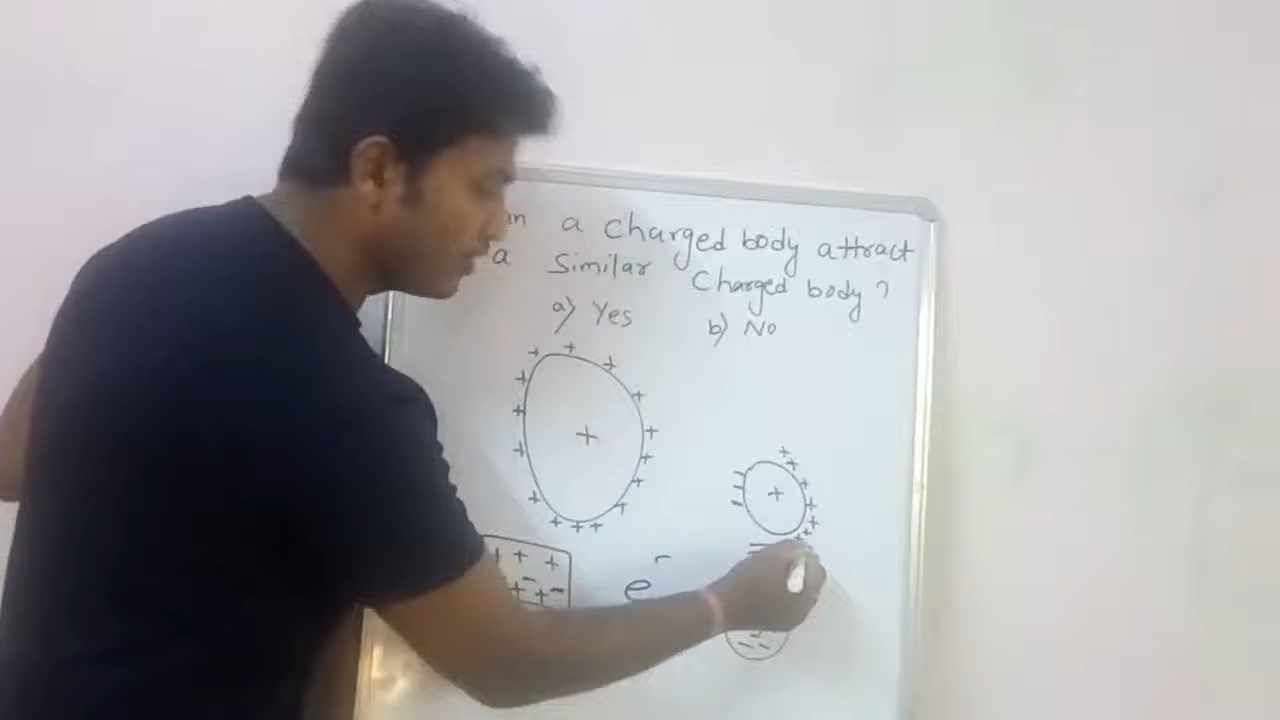 a charged body attract
a Similar Charged body?
a) Yes b) No
+ + +
+ +
+ +
+ + +
+ +
+ +
+ + +
+ + +
+ + +
e-